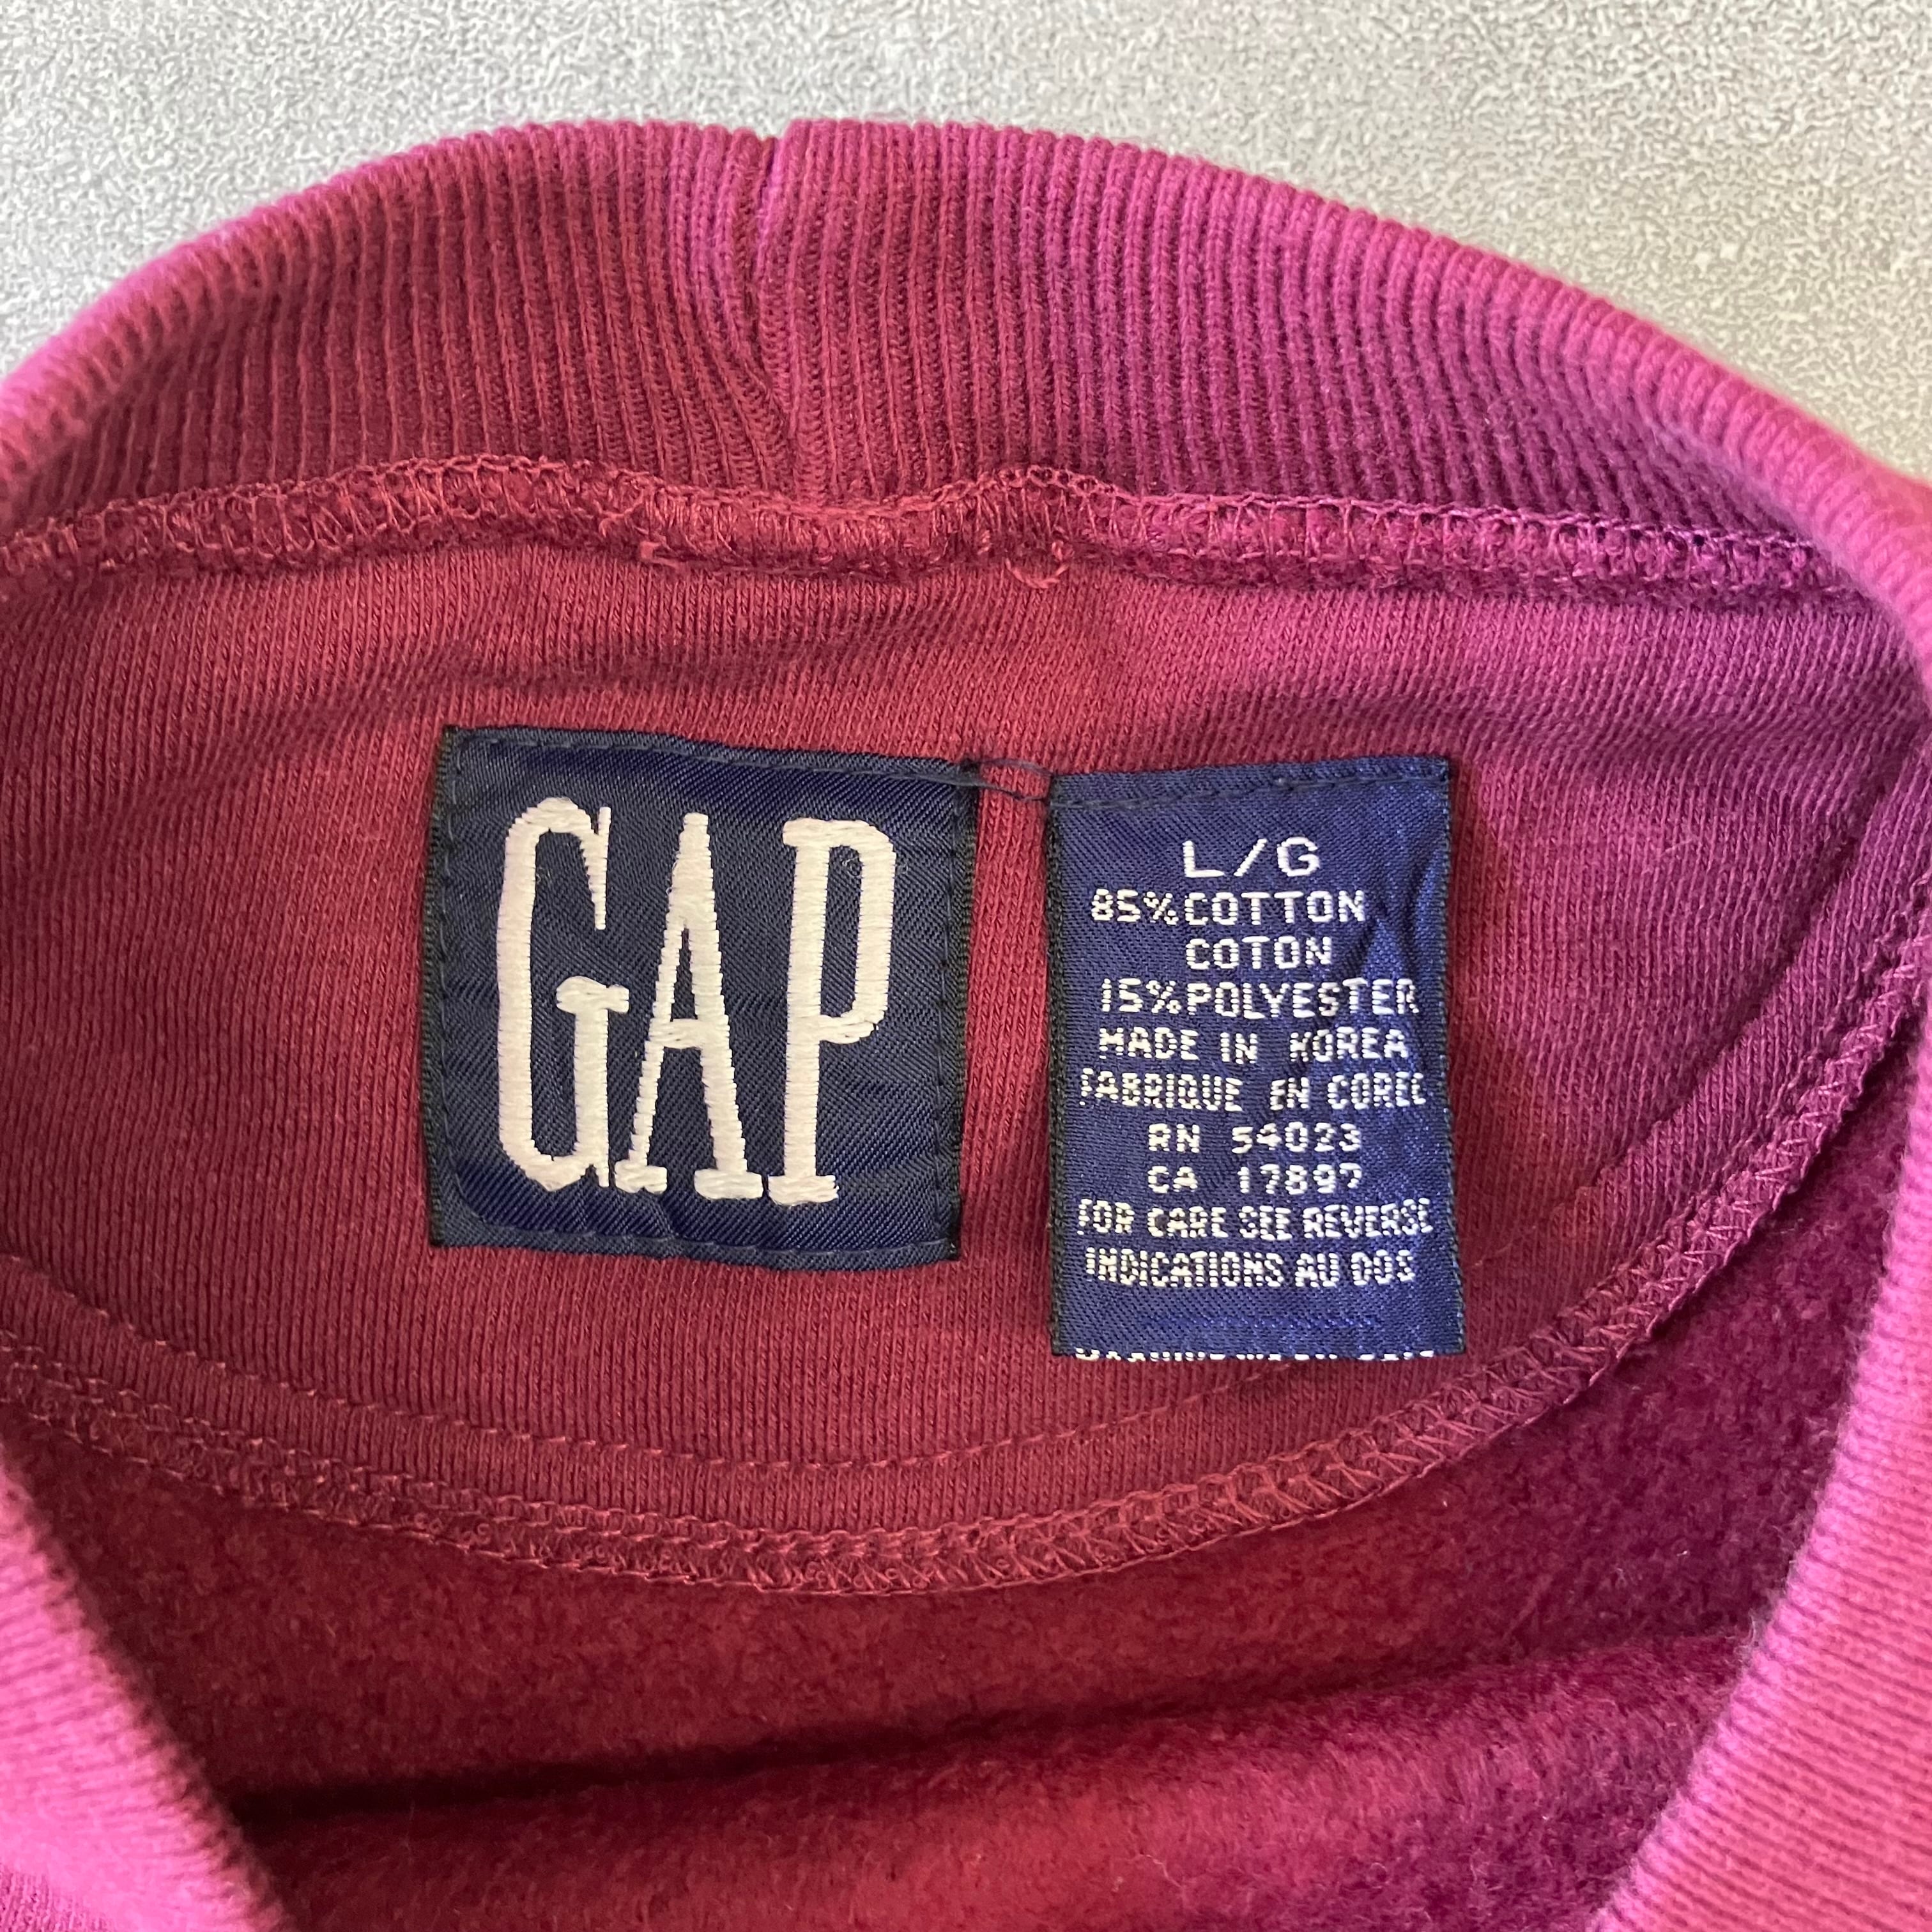 GAP
L/G
85%COTTON
COTON
15%POLYESTER
MADE IN KOREA
FABRIQUE EN COREE
RN 54023
CA 17897
FOR CARE SEE REVERSE
INDICATIONS AU DOS